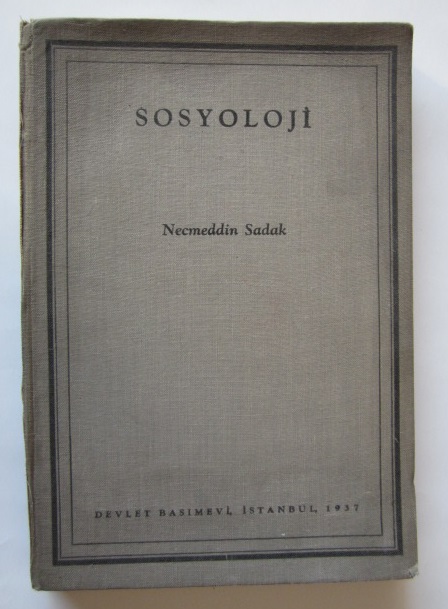 SOSYOLOJİ
Necmeddin Sadak
DEVLET BASIMEVİ, İSTANBUL, 1937